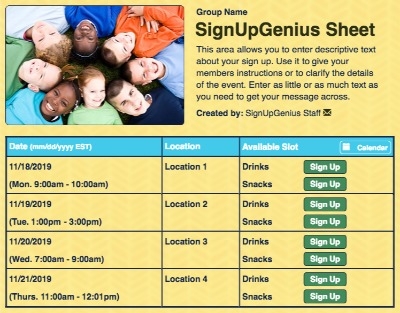 Group Name
SignUpGenius Sheet
This area allows you to enter descriptive text
about your sign up. Use it to give your
members instructions or to clarify the details
of the event. Enter as little or as much text as
you need to get your message across.
Created by: SignUpGenius Staff
Date (mm/dd/yyyy EST) Location Available Slot Calendar
11/18/2019 Location 1 Drinks Sign Up
(Mon. 9:00am - 10:00am) Snacks Sign Up
11/19/2019 Location 2 Drinks Sign Up
(Tue. 1:00pm - 3:00pm) Snacks Sign Up
11/20/2019 Location 3 Drinks Sign Up
(Wed. 7:00am - 9:00am) Snacks Sign Up
11/21/2019 Location 4 Drinks Sign Up
(Thurs. 11:00am - 12:01pm) Snacks Sign Up